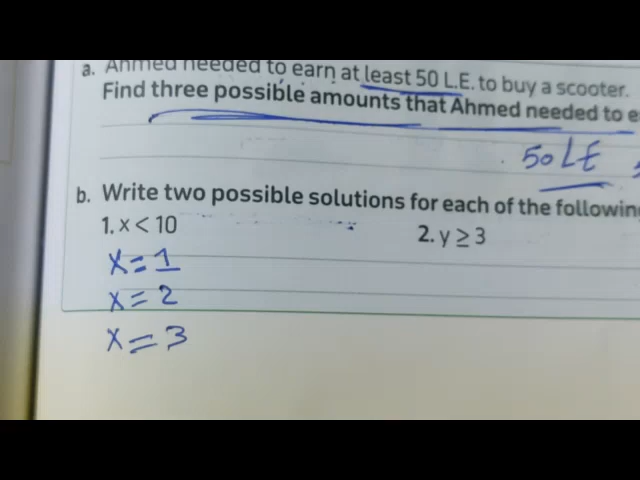 a. Ahmed needed to earn at least 50 L.E. to buy a scooter.
Find three possible amounts that Ahmed needed to
50 LE
b. Write two possible solutions for each of the
1. x < 10
2. y ≥ 3
x = 1
x = 2
x = 3